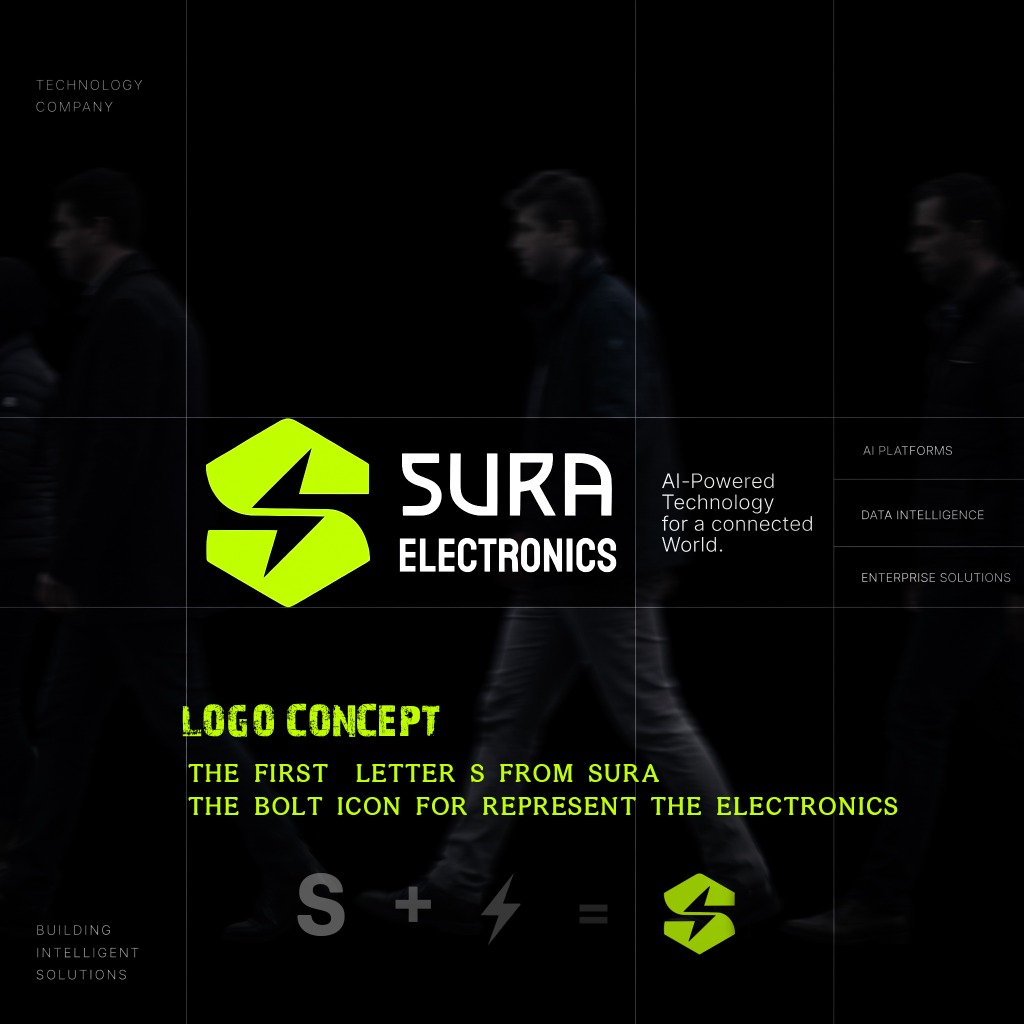 TECHNOLOGY
COMPANY
SURA
ELECTRONICS
AI-Powered
Technology
for a connected
World.
AI PLATFORMS
DATA INTELLIGENCE
ENTERPRISE SOLUTIONS
LOGO CONCEPT
THE FIRST LETTER S FROM SURA
THE BOLT ICON FOR REPRESENT THE ELECTRONICS
S + =
BUILDING
INTELLIGENT
SOLUTIONS